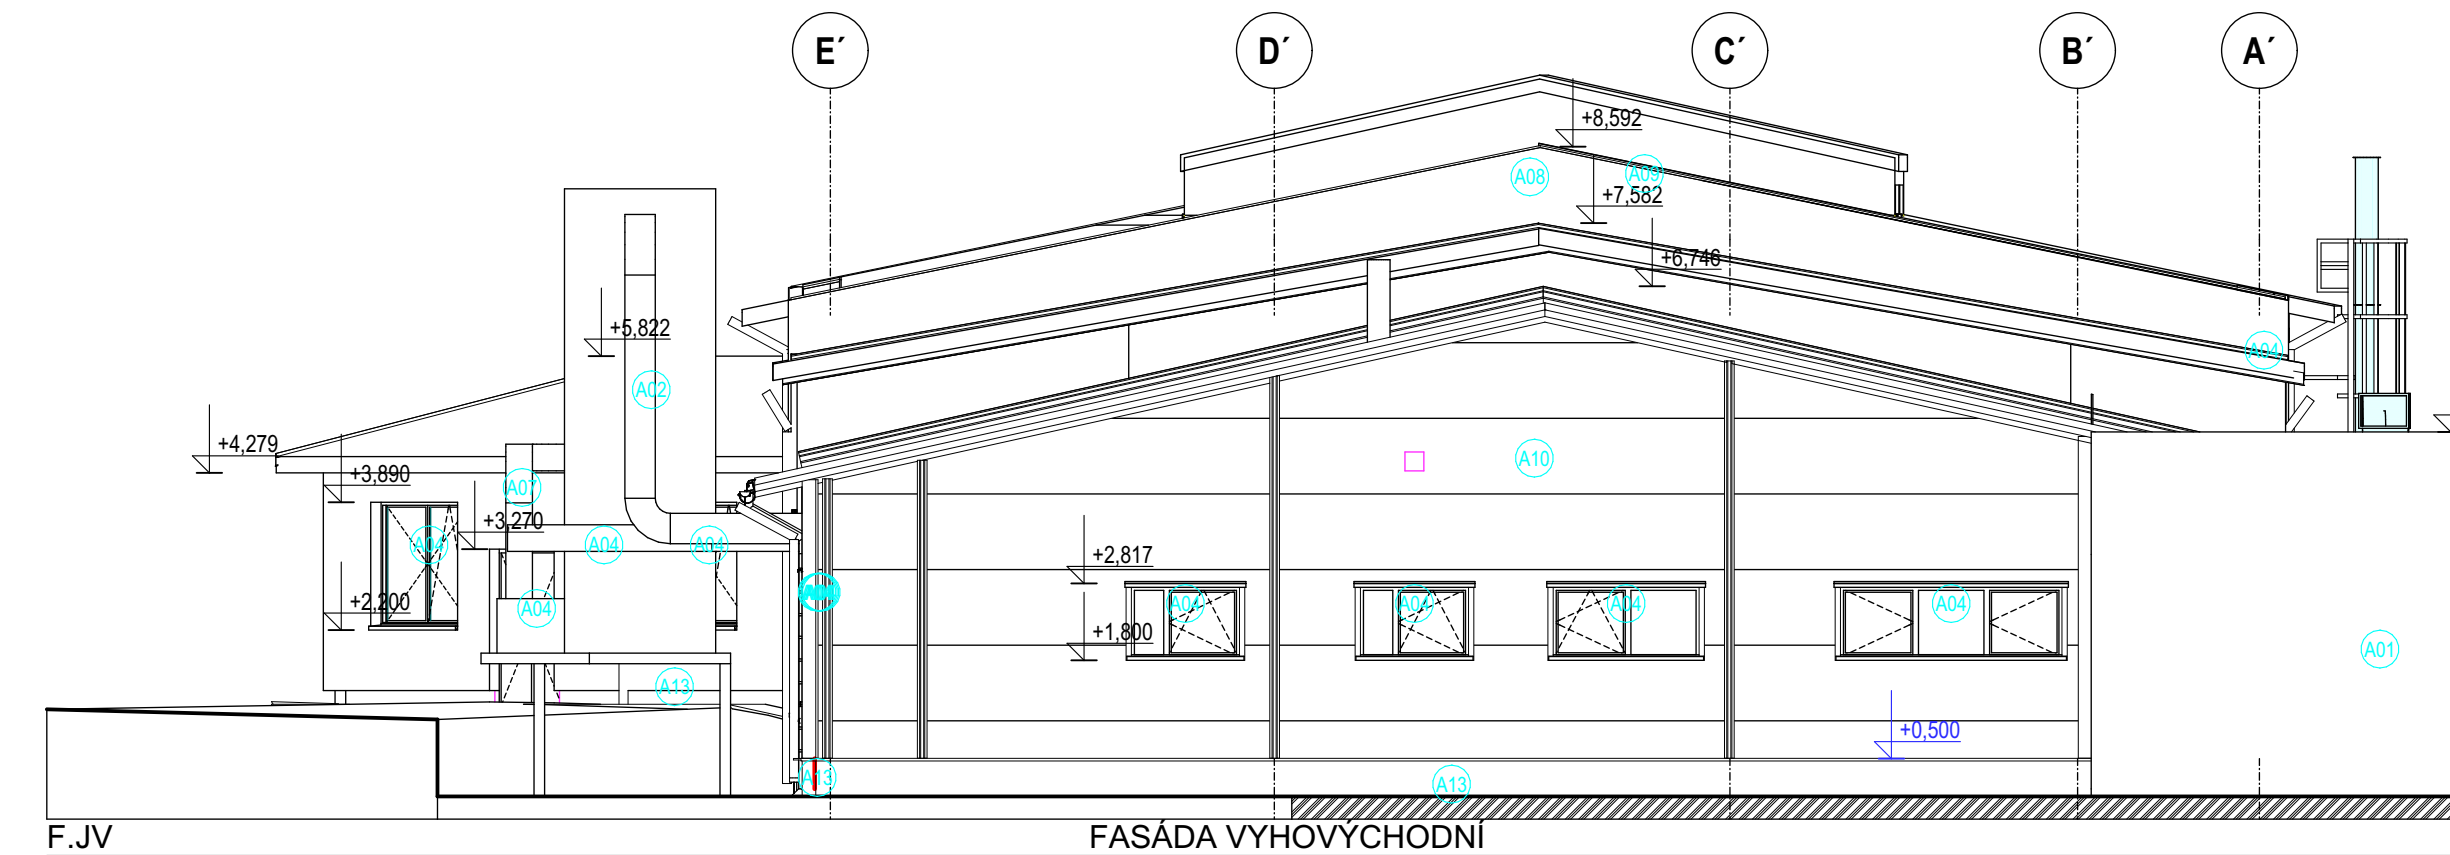 E´ D´ C´ B´ A´
+8,592
A08 A09
+7,582
+6,746
+5,822
A04
A02
+4,279
A10
+3,890
A07
+3,270
A04 A04 A04
+2,817
A04 A04 A04 A04 A04
+2,200
+1,800
A01
A13
+0,500
A13 A13
F.JV FASÁDA VYHOVÝCHODNÍ